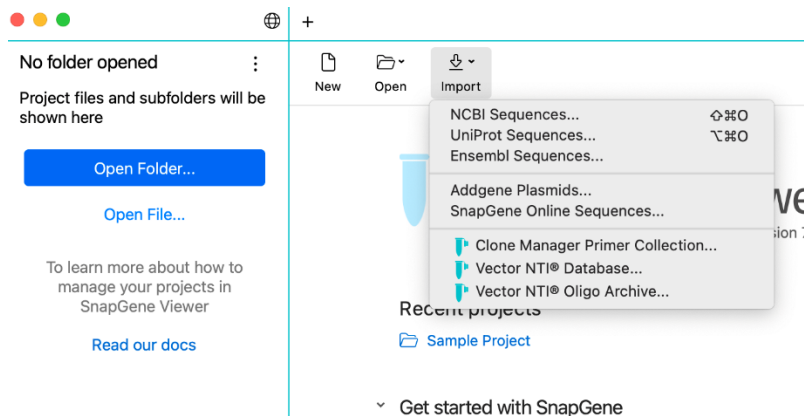 +
No folder opened
Project files and subfolders will be
shown here
Open Folder...
Open File...
To learn more about how to
manage your projects in
SnapGene Viewer
Read our docs
New
Open
Import
NCBI Sequences... ⇧⌘O
UniProt Sequences... ⌥⌘O
Ensembl Sequences...
Addgene Plasmids...
SnapGene Online Sequences...
Clone Manager Primer Collection...
Vector NTI® Database...
Vector NTI® Oligo Archive...
Recent projects
Sample Project
Get started with SnapGene